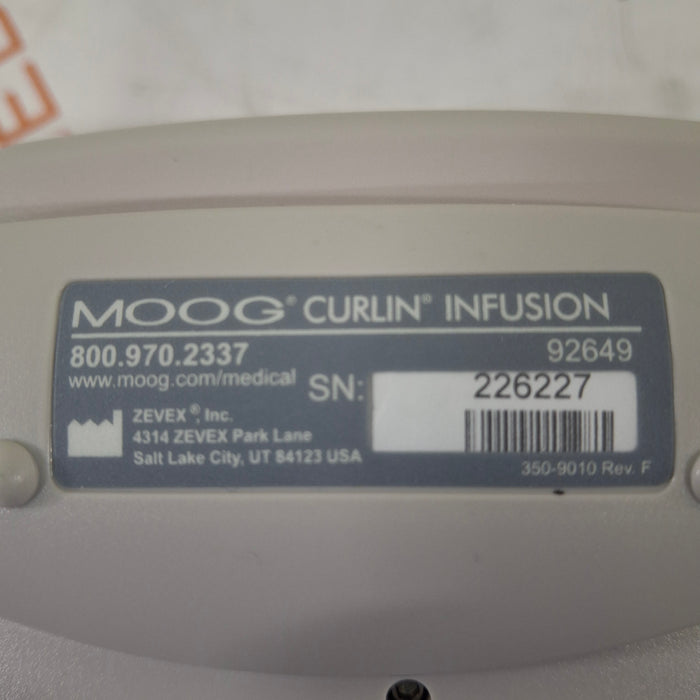 MOOG® CURLIN® INFUSION
800.970.2337
92649
www.moog.com/medical
SN: 226227
ZEVEX®, Inc.
4314 ZEVEX Park Lane
Salt Lake City, UT 84123 USA
350-9010 Rev. F